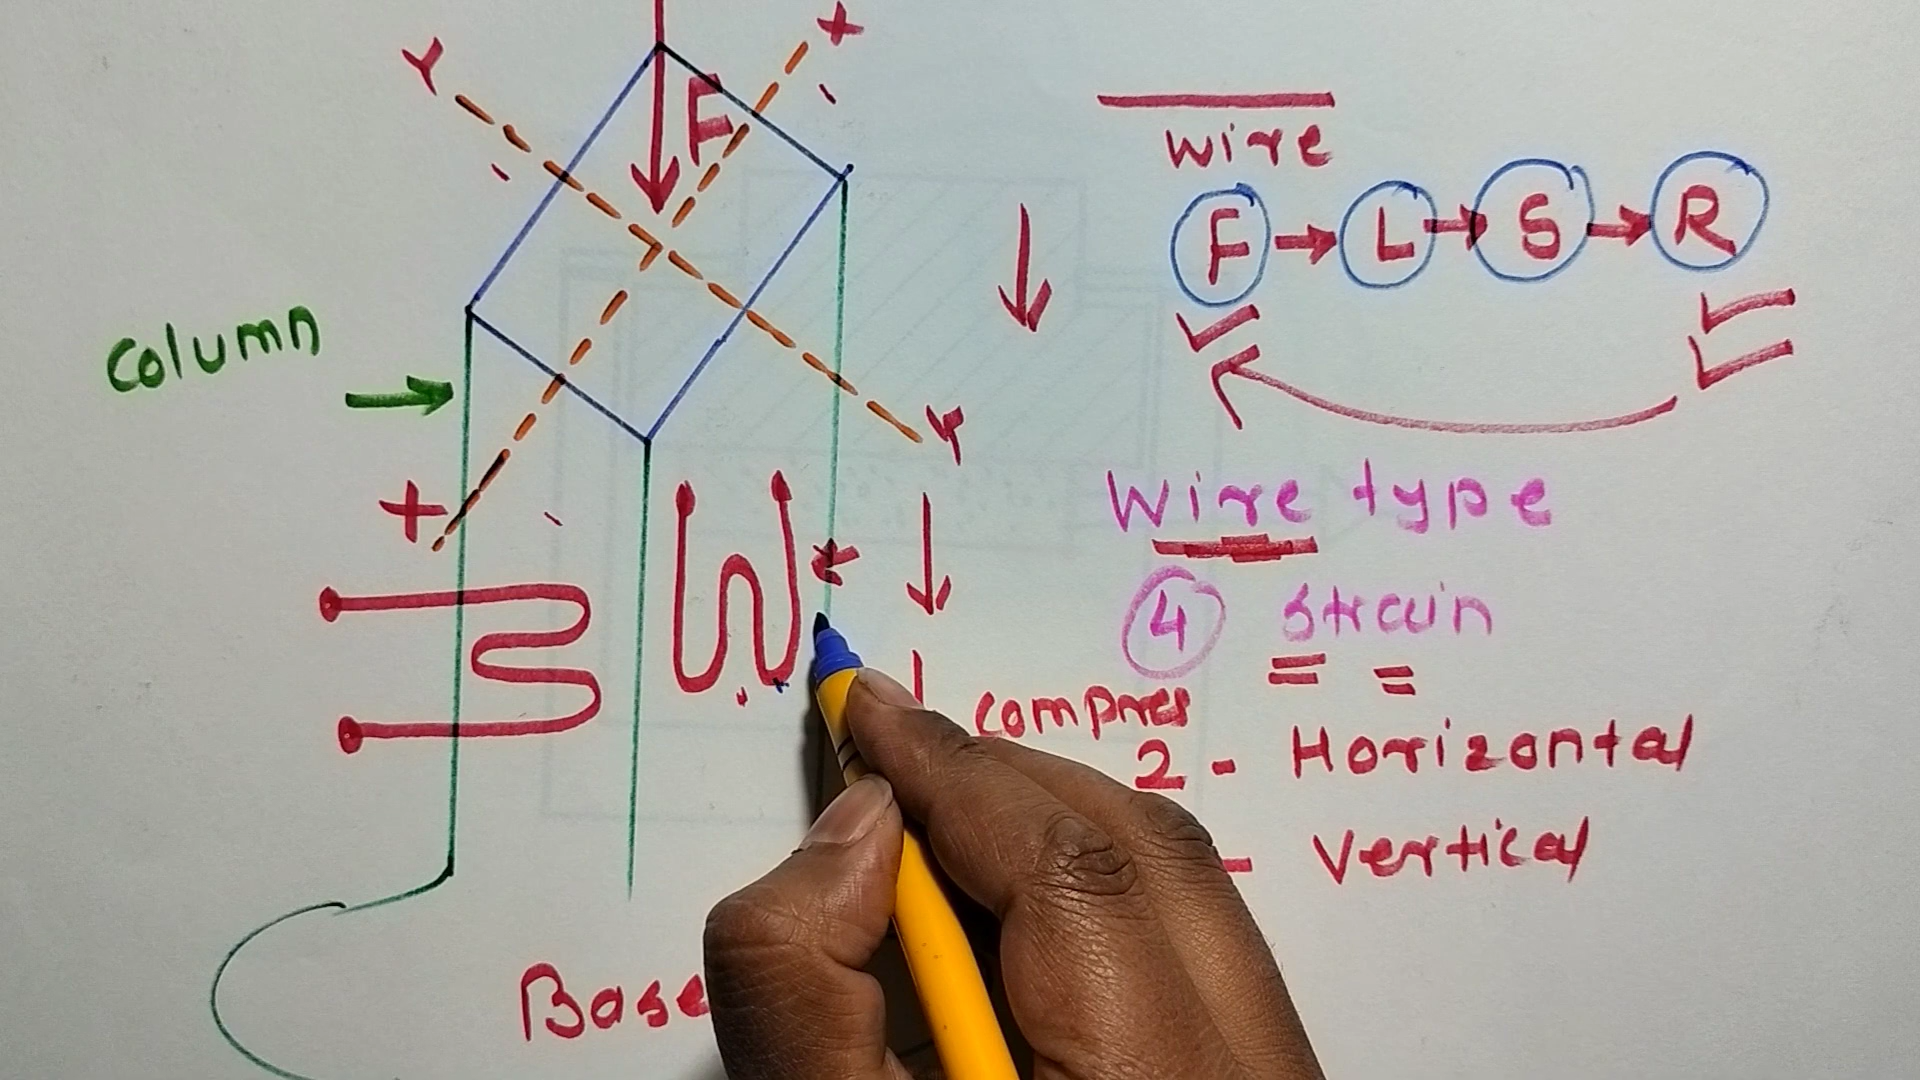 Y
+
F
wire
F → L → S → R
column
Y
+
wire type
4 strain
compres
2 - Horizontal
- vertical
Base